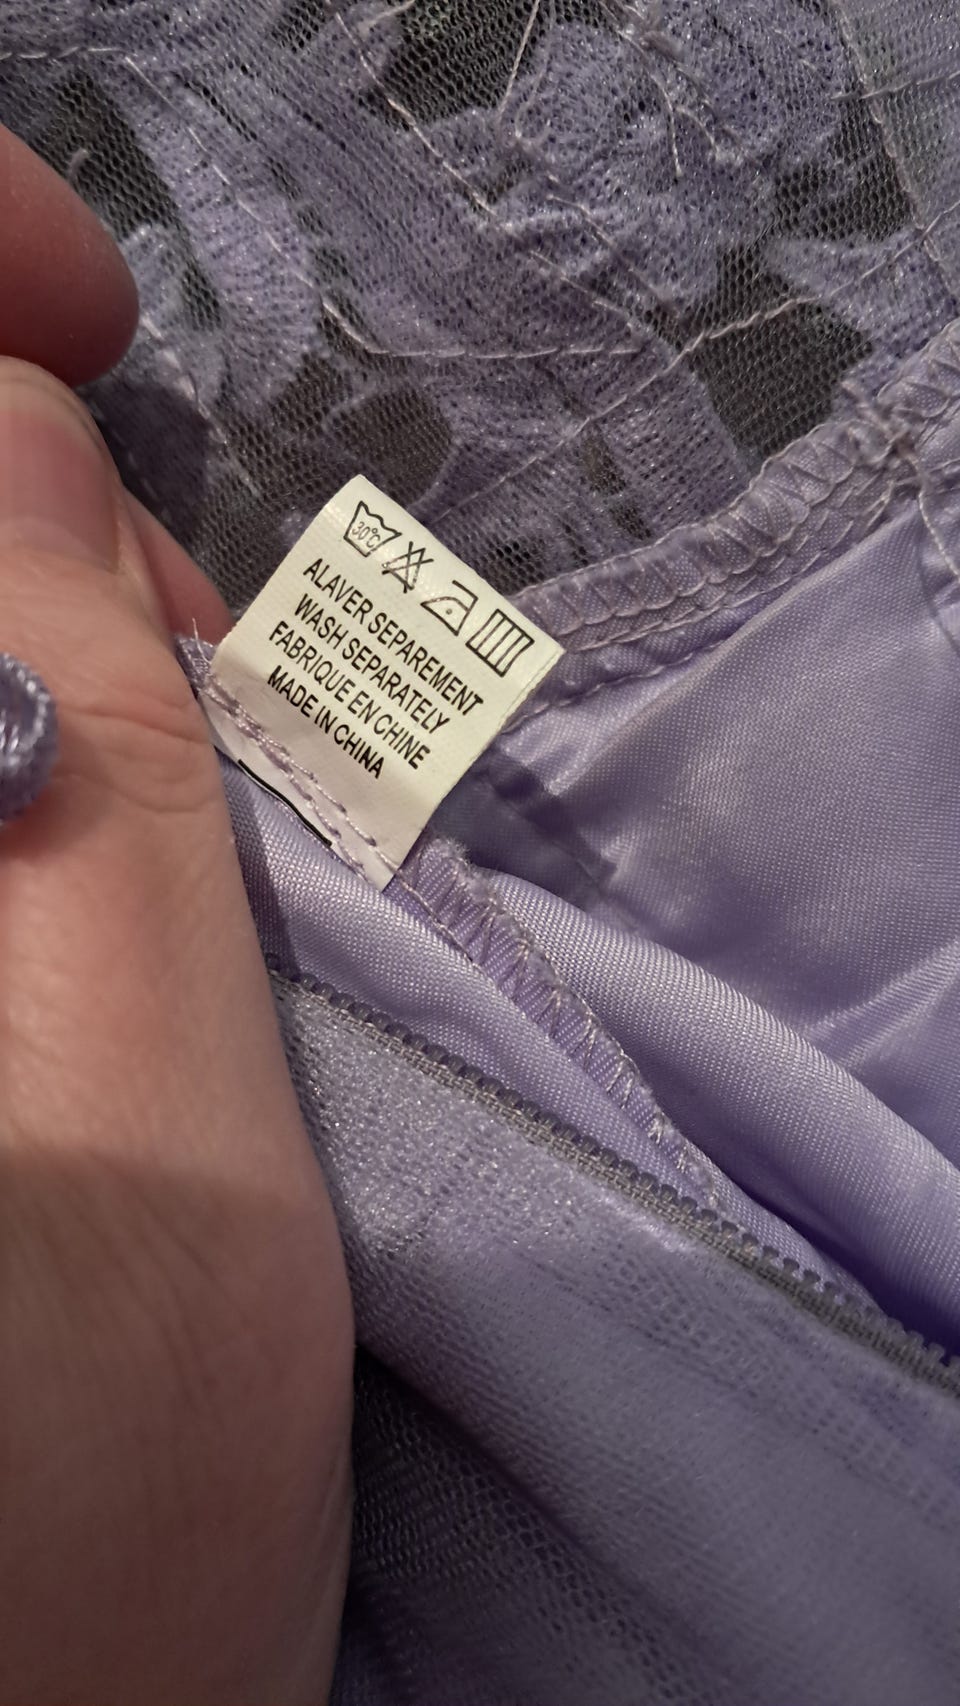 30°C
ALAVER SEPAREMENT
WASH SEPARATELY
FABRIQUE EN CHINE
MADE IN CHINA